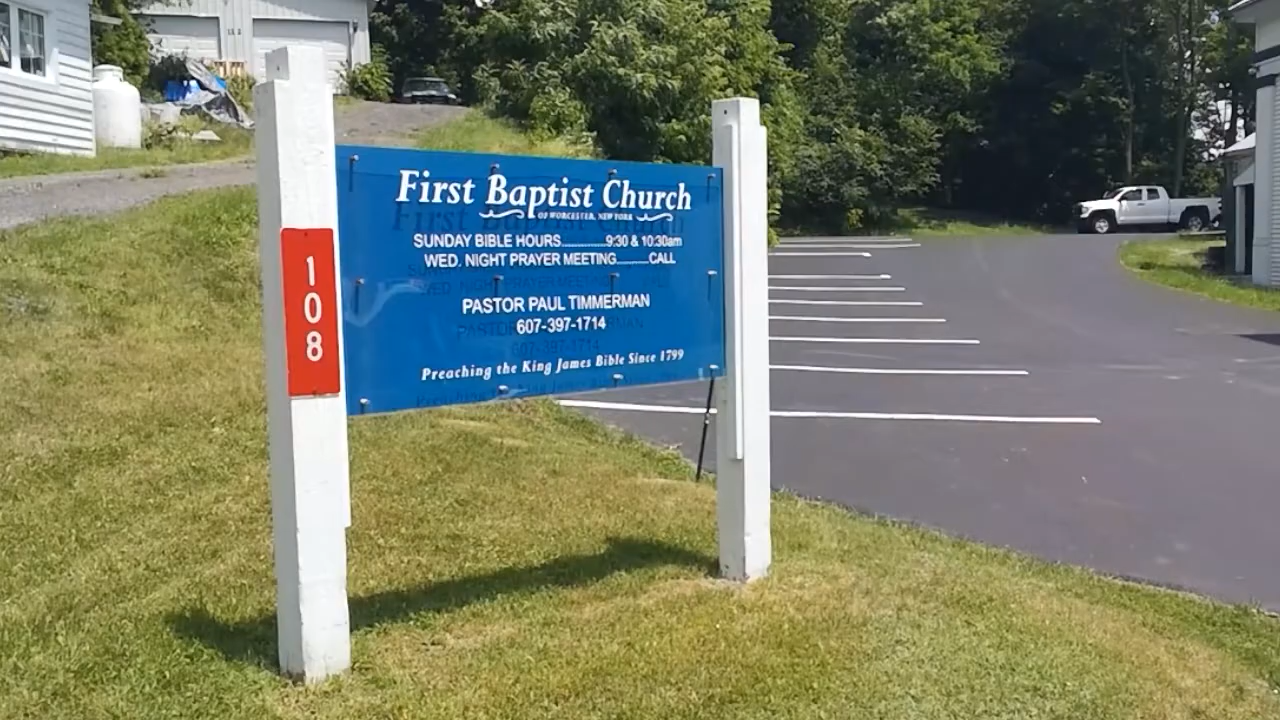 First Baptist Church
OF WORCESTER, NEW YORK
SUNDAY BIBLE HOURS.............9:30 & 10:30am
WED. NIGHT PRAYER MEETING..........CALL
PASTOR PAUL TIMMERMAN
607-397-1714
Preaching the King James Bible Since 1799
108